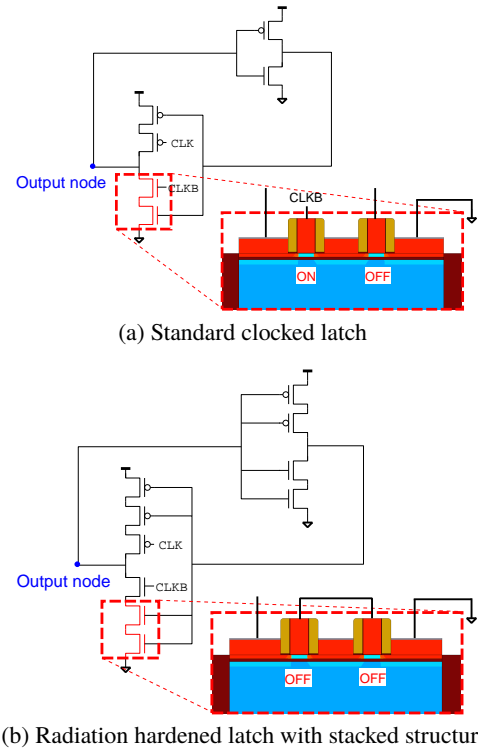 CLK
Output node
CLKB
CLKB
ON
OFF
(a) Standard clocked latch
CLK
Output node
CLKB
OFF
OFF
(b) Radiation hardened latch with stacked structur